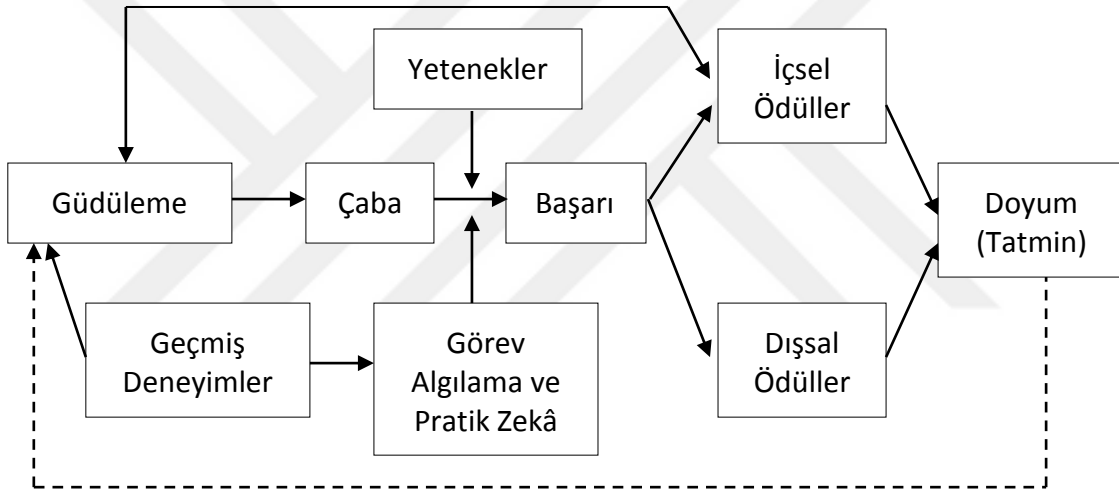 Yetenekler
İçsel
Ödüller
Güdüleme
Çaba
Başarı
Doyum
(Tatmin)
Geçmiş
Deneyimler
Görev
Algılama ve
Pratik Zekâ
Dışsal
Ödüller